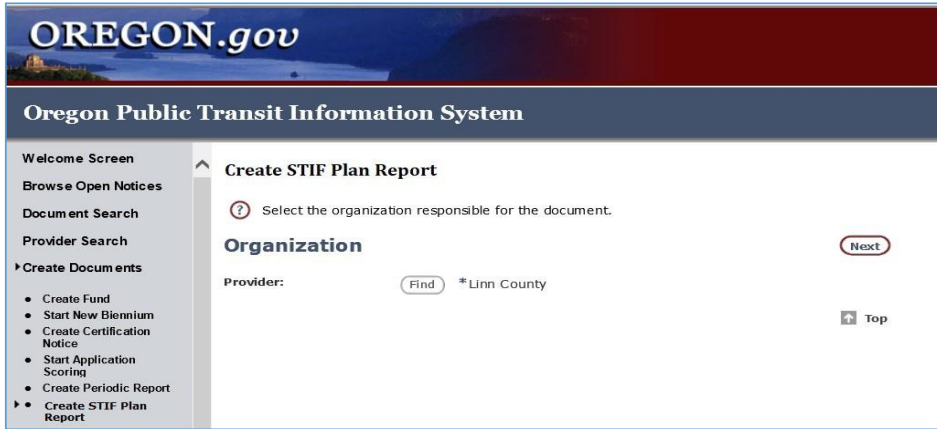 OREGON.gov
Oregon Public Transit Information System
Welcome Screen
Browse Open Notices
Document Search
Provider Search
Create Documents
Create Fund
Start New Biennium
Create Certification
Notice
Start Application
Scoring
Create Periodic Report
Create STIF Plan
Report
Create STIF Plan Report
? Select the organization responsible for the document.
Organization
Next
Provider: Find *Linn County
Top